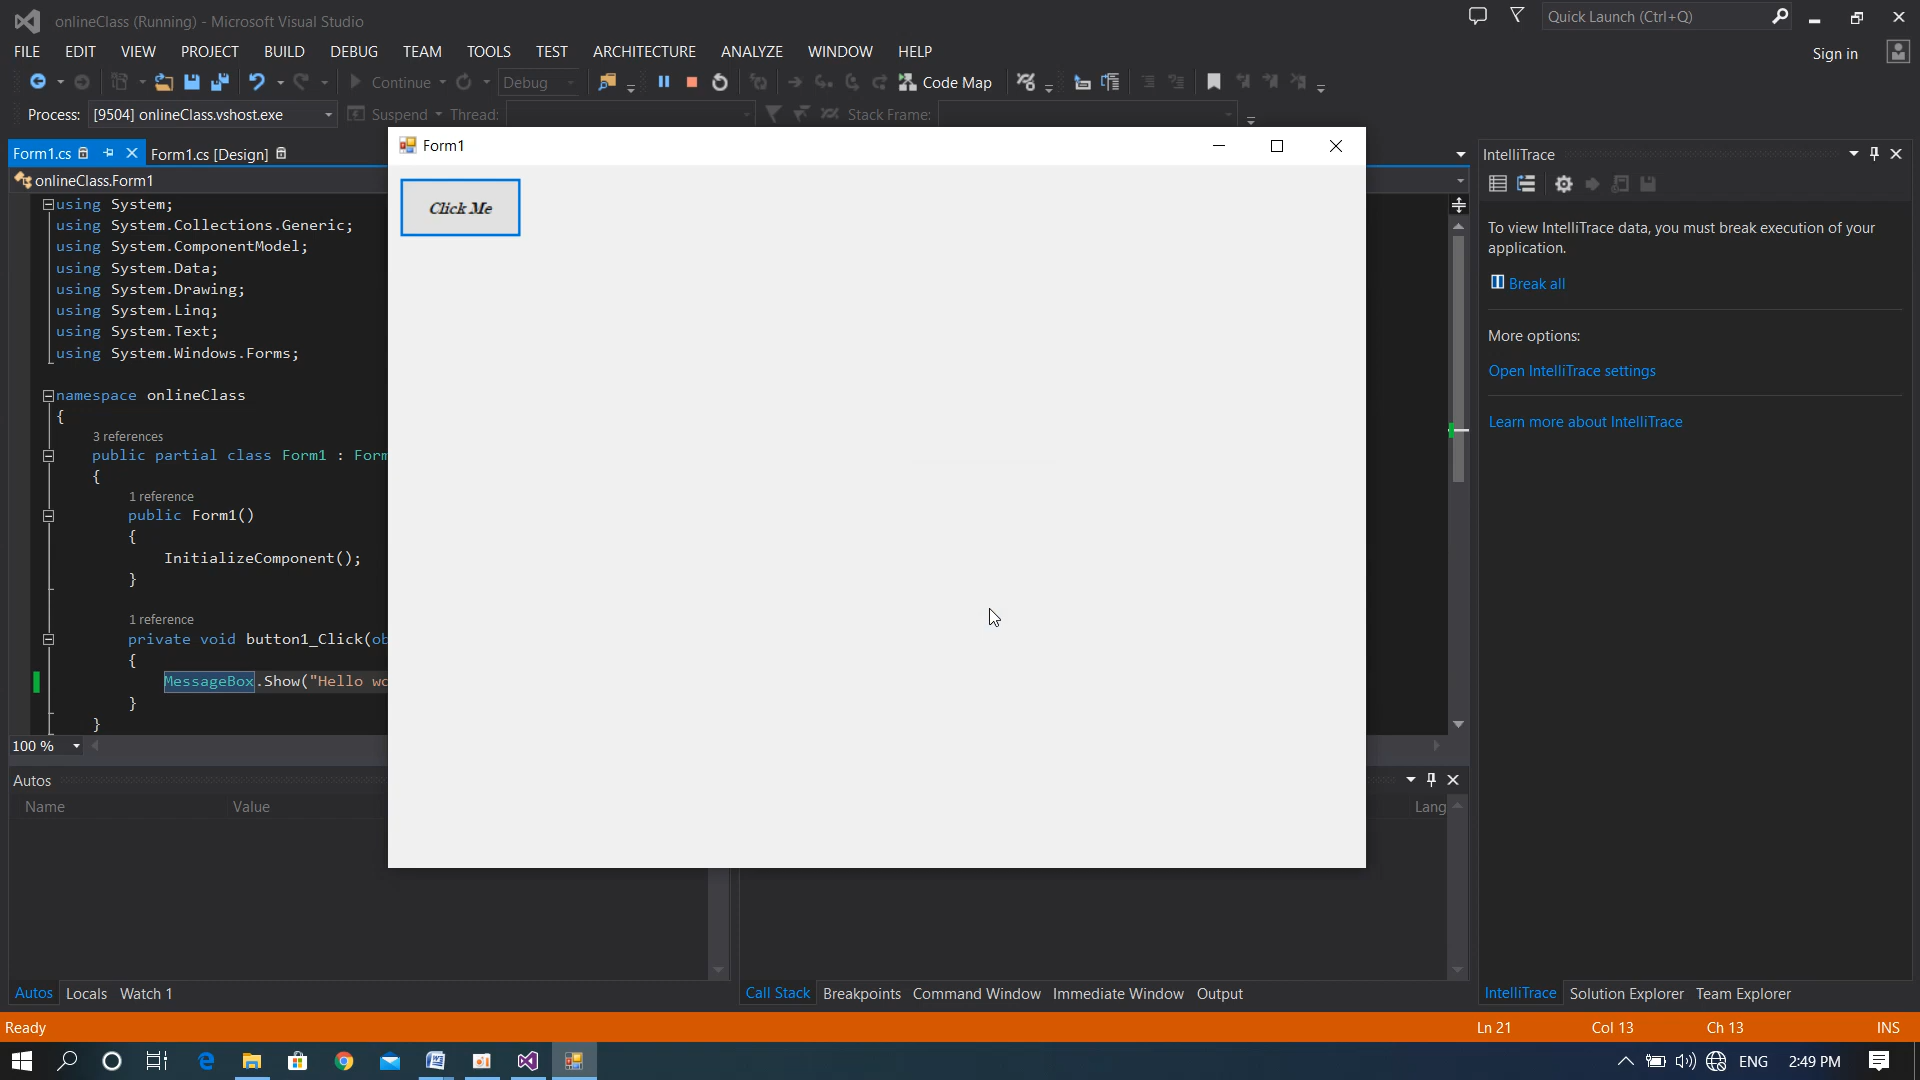 onlineClass (Running) - Microsoft Visual Studio
Quick Launch (Ctrl+Q)
FILE EDIT VIEW PROJECT BUILD DEBUG TEAM TOOLS TEST ARCHITECTURE ANALYZE WINDOW HELP
Sign in
Continue Debug Code Map
Process: [9504] onlineClass.vshost.exe Suspend Thread: Stack Frame:
Form1.cs Form1.cs [Design]
onlineClass.Form1
Form1
Click Me
using System;
using System.Collections.Generic;
using System.ComponentModel;
using System.Data;
using System.Drawing;
using System.Linq;
using System.Text;
using System.Windows.Forms;
namespace onlineClass
{
3 references
public partial class Form1 : Form
{
1 reference
public Form1()
{
InitializeComponent();
}
1 reference
private void button1_Click(ob
{
MessageBox.Show("Hello wo
}
}
100 %
IntelliTrace
To view IntelliTrace data, you must break execution of your
application.
Break all
More options:
Open IntelliTrace settings
Learn more about IntelliTrace
Autos
Name Value
Lang
Autos Locals Watch 1
Call Stack Breakpoints Command Window Immediate Window Output
IntelliTrace Solution Explorer Team Explorer
Ready Ln 21 Col 13 Ch 13 INS
ENG 2:49 PM